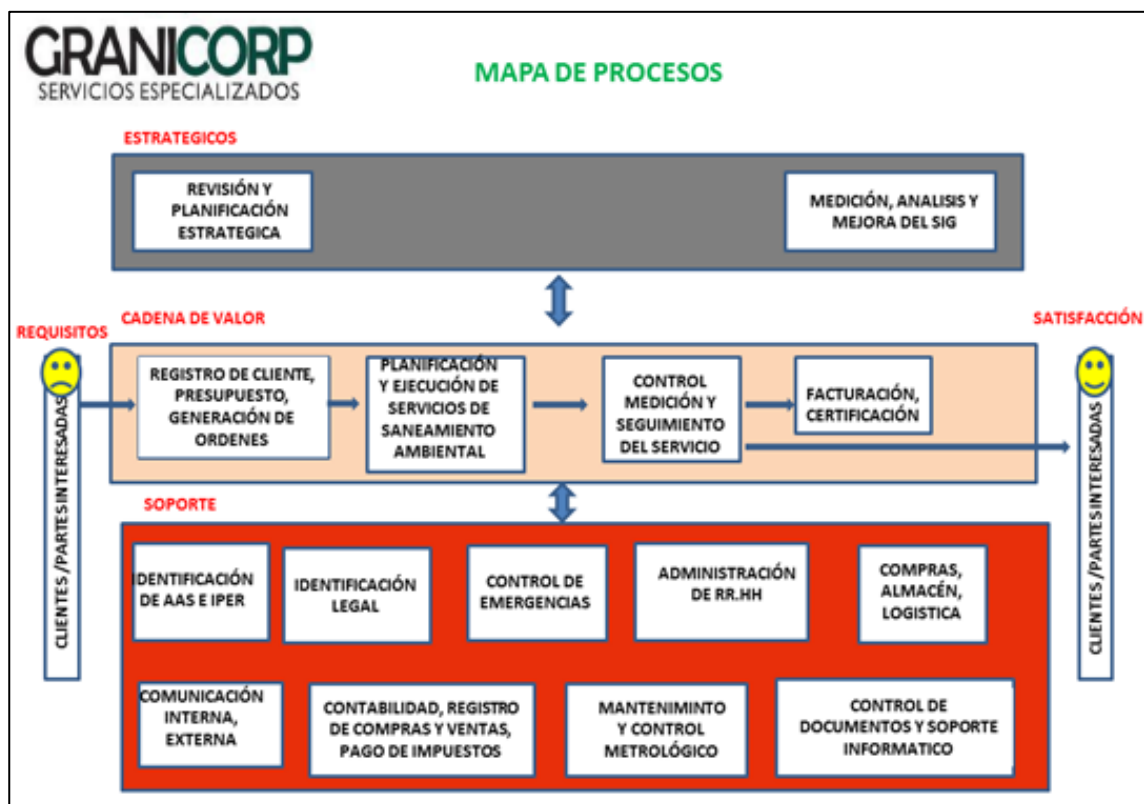 GRANICORP
SERVICIOS ESPECIALIZADOS
MAPA DE PROCESOS
ESTRATEGICOS
REVISIÓN Y
PLANIFICACIÓN
ESTRATEGICA
MEDICIÓN, ANALISIS Y
MEJORA DEL SIG
REQUISITOS
CADENA DE VALOR
SATISFACCIÓN
CLIENTES /PARTES INTERESADAS
REGISTRO DE CLIENTE,
PRESUPUESTO,
GENERACIÓN DE
ORDENES
PLANIFICACIÓN
Y EJECUCIÓN DE
SERVICIOS DE
SANEAMIENTO
AMBIENTAL
CONTROL
MEDICIÓN Y
SEGUIMIENTO
DEL SERVICIO
FACTURACIÓN,
CERTIFICACIÓN
CLIENTES /PARTES INTERESADAS
SOPORTE
IDENTIFICACIÓN
DE AAS E IPER
IDENTIFICACIÓN
LEGAL
CONTROL DE
EMERGENCIAS
ADMINISTRACIÓN
DE RR.HH
COMPRAS,
ALMACÉN,
LOGISTICA
COMUNICACIÓN
INTERNA,
EXTERNA
CONTABILIDAD, REGISTRO
DE COMPRAS Y VENTAS,
PAGO DE IMPUESTOS
MANTENIMINTO
Y CONTROL
METROLÓGICO
CONTROL DE
DOCUMENTOS Y SOPORTE
INFORMATICO